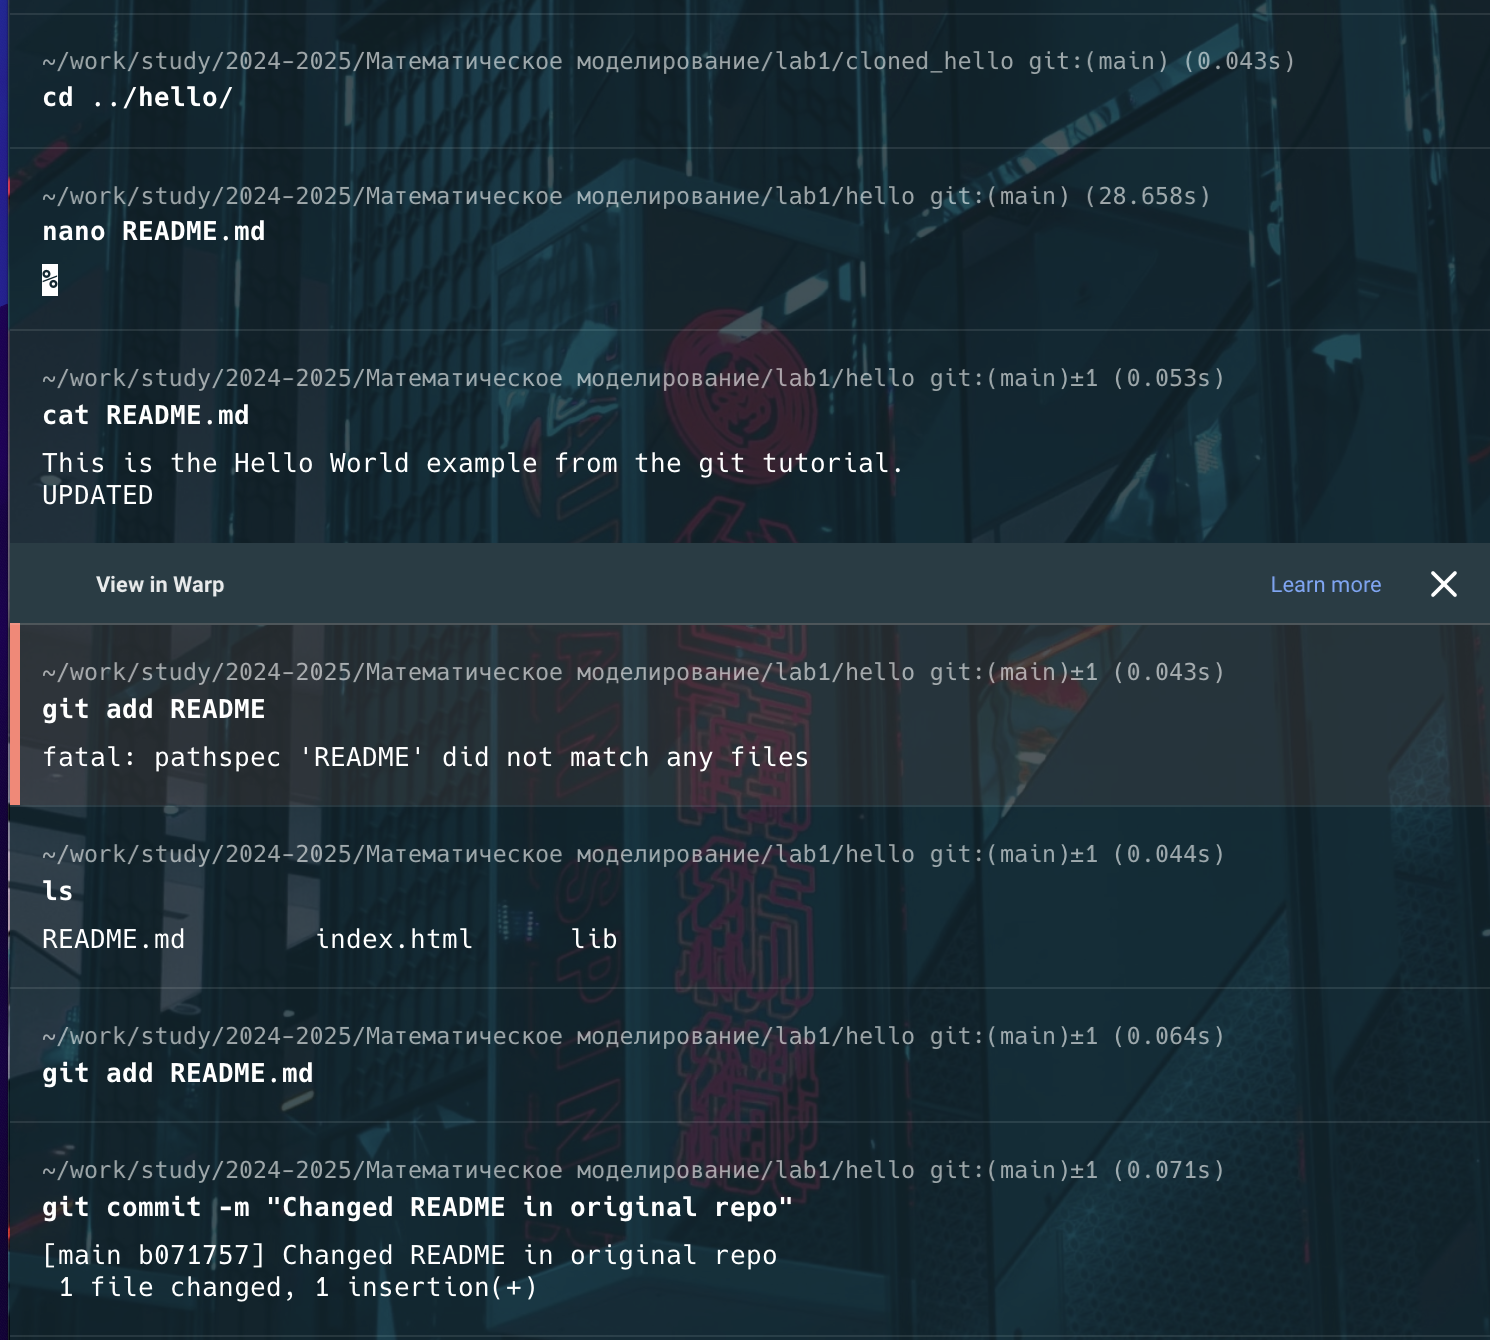 ~/work/study/2024-2025/Математическое моделирование/lab1/cloned_hello git:(main) (0.043s)
cd ../hello/
~/work/study/2024-2025/Математическое моделирование/lab1/hello git:(main) (28.658s)
nano README.md
%
~/work/study/2024-2025/Математическое моделирование/lab1/hello git:(main)±1 (0.053s)
cat README.md
This is the Hello World example from the git tutorial.
UPDATED
View in Warp Learn more
~/work/study/2024-2025/Математическое моделирование/lab1/hello git:(main)±1 (0.043s)
git add README
fatal: pathspec 'README' did not match any files
~/work/study/2024-2025/Математическое моделирование/lab1/hello git:(main)±1 (0.044s)
ls
README.md index.html lib
~/work/study/2024-2025/Математическое моделирование/lab1/hello git:(main)±1 (0.064s)
git add README.md
~/work/study/2024-2025/Математическое моделирование/lab1/hello git:(main)±1 (0.071s)
git commit -m "Changed README in original repo"
[main b071757] Changed README in original repo
1 file changed, 1 insertion(+)